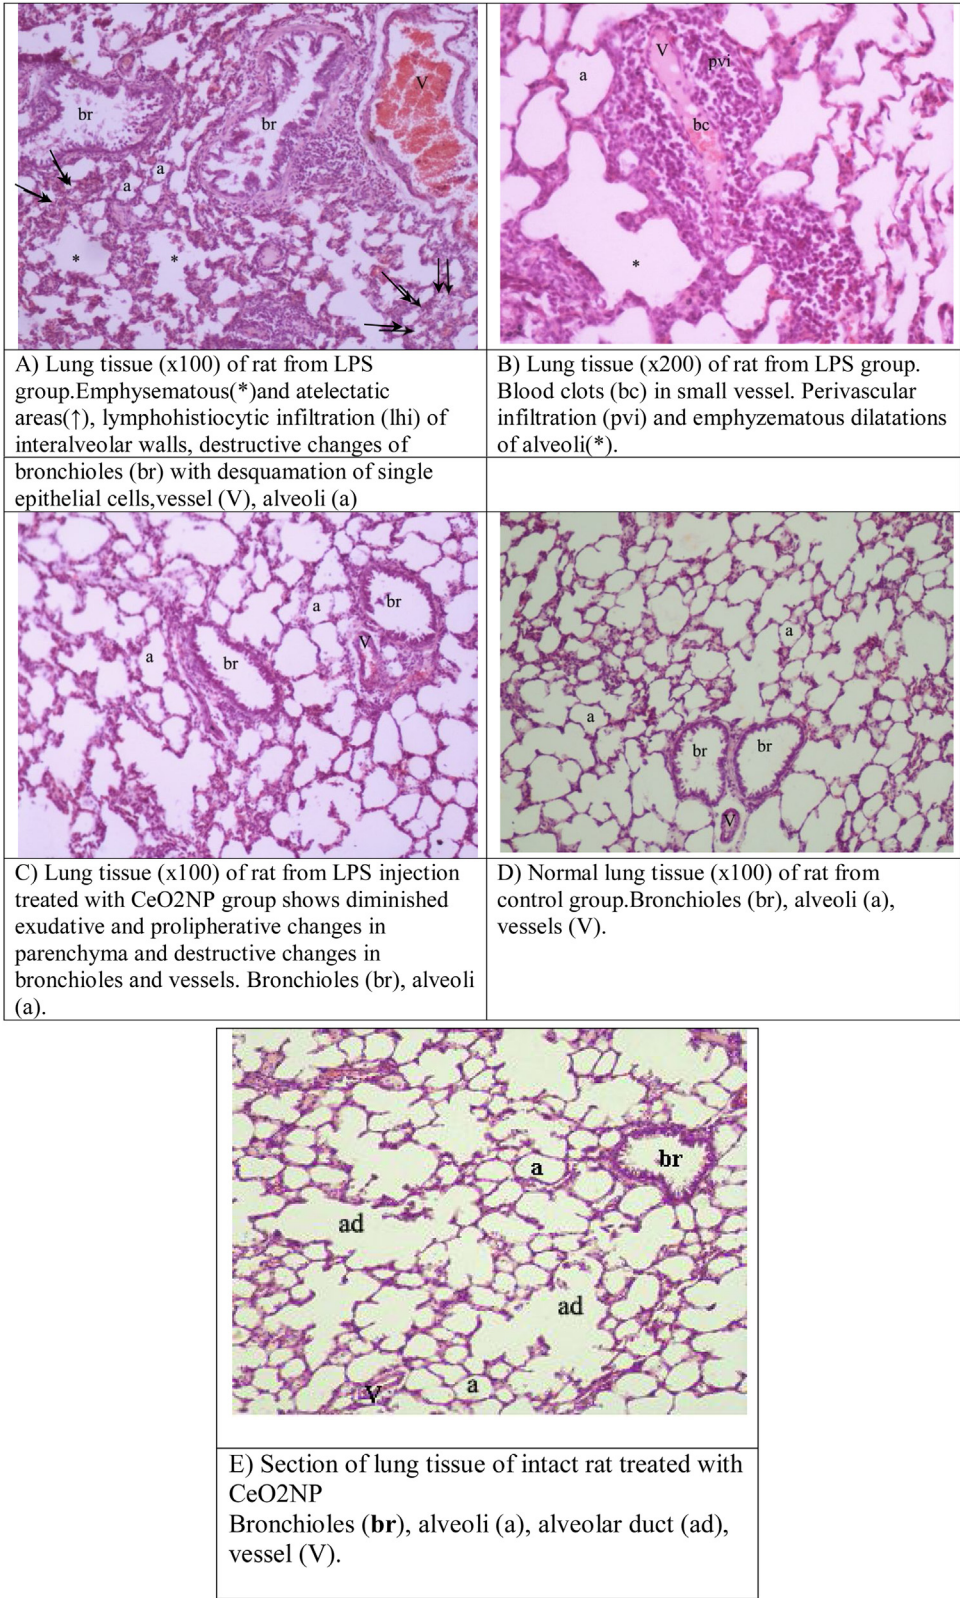 br
br
V
a
a
*
*
A) Lung tissue (x100) of rat from LPS
group.Emphysematous(*)and atelectatic
areas(↑), lymphohistiocytic infiltration (lhi) of
interalveolar walls, destructive changes of
bronchioles (br) with desquamation of single
epithelial cells,vessel (V), alveoli (a)
a
V
pvi
bc
*
B) Lung tissue (x200) of rat from LPS group.
Blood clots (bc) in small vessel. Perivascular
infiltration (pvi) and emphyzematous dilatations
of alveoli(*).
a
br
V
a
br
C) Lung tissue (x100) of rat from LPS injection
treated with CeO2NP group shows diminished
exudative and prolipherative changes in
parenchyma and destructive changes in
bronchioles and vessels. Bronchioles (br), alveoli
(a).
a
a
br
br
V
D) Normal lung tissue (x100) of rat from
control group.Bronchioles (br), alveoli (a),
vessels (V).
a
br
ad
ad
a
V
E) Section of lung tissue of intact rat treated with
CeO2NP
Bronchioles (br), alveoli (a), alveolar duct (ad),
vessel (V).